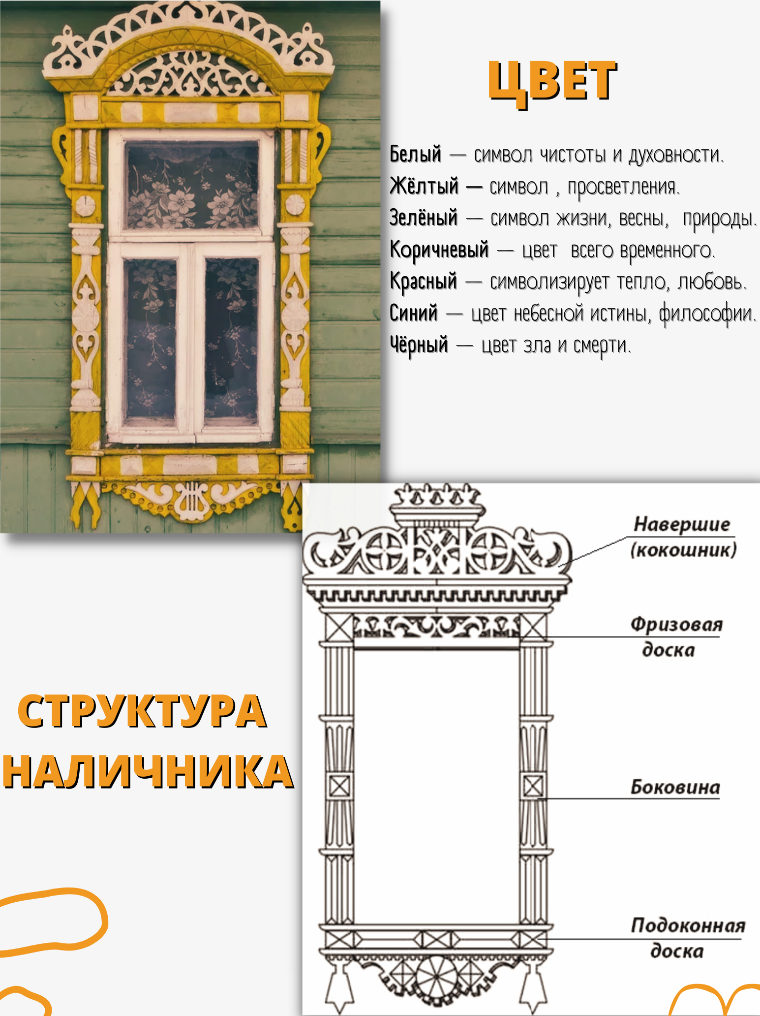 ЦВЕТ
Белый — символ чистоты и духовности.
Жёлтый — символ , просветления.
Зелёный — символ жизни, весны, природы.
Коричневый — цвет всего временного.
Красный — символизирует тепло, любовь.
Синий — цвет небесной истины, философии.
Чёрный — цвет зла и смерти.
Навершие
(кокошник)
Фризовая
доска
СТРУКТУРА
НАЛИЧНИКА
Боковина
Подоконная
доска